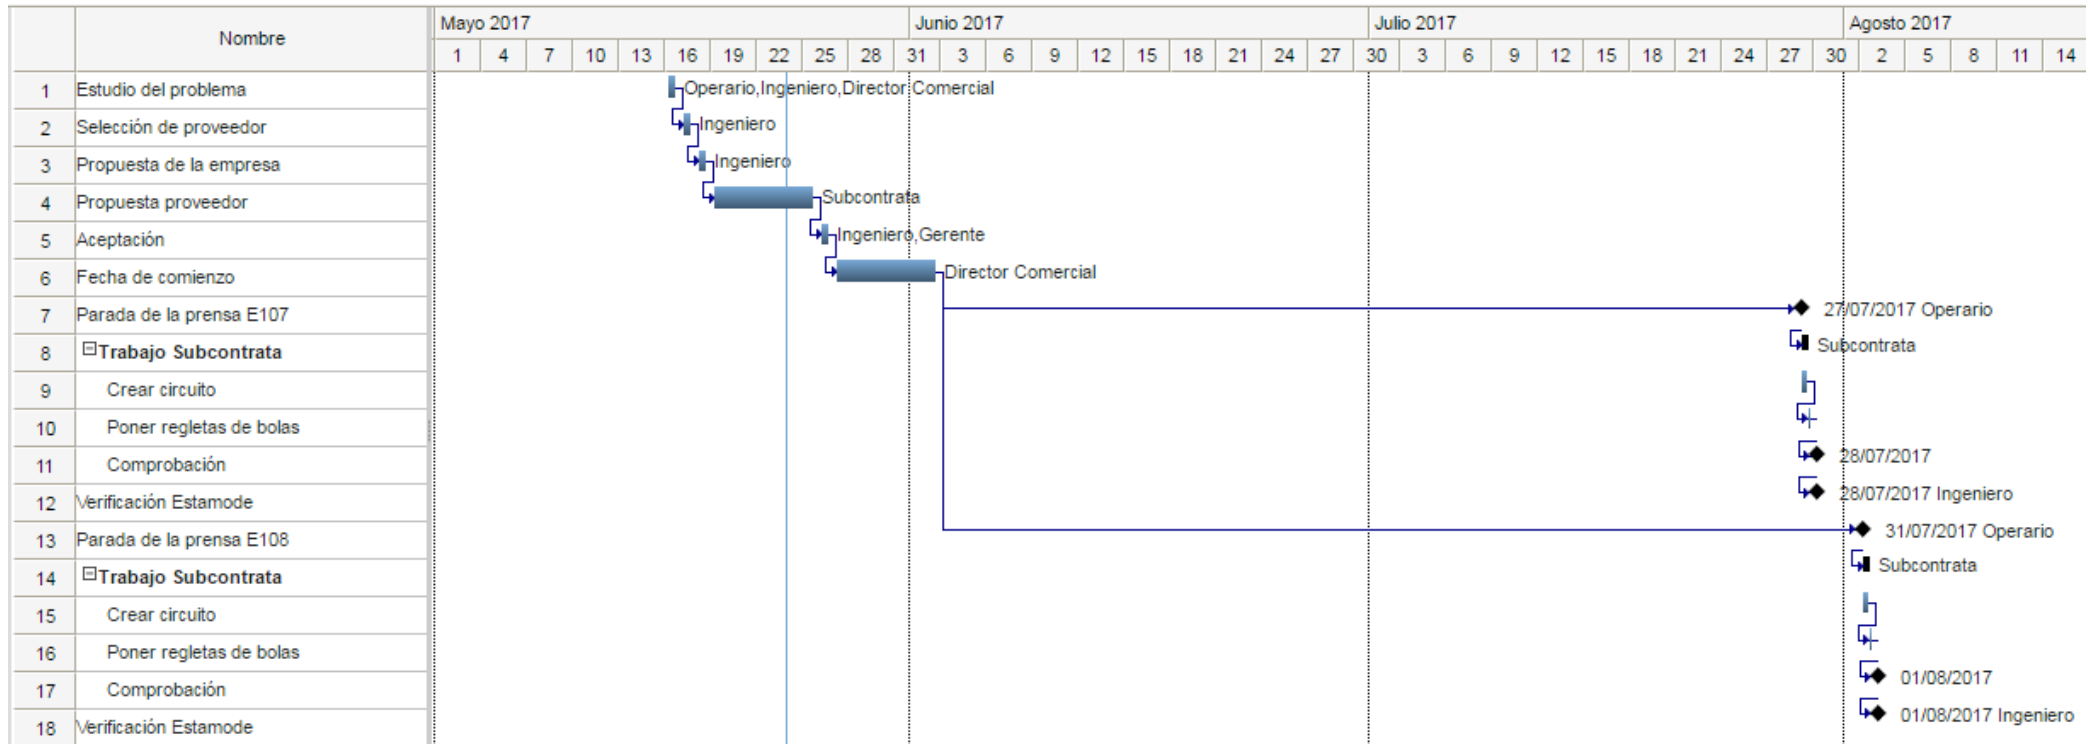 Nombre
Mayo 2017 Junio 2017 Julio 2017 Agosto 2017
1 4 7 10 13 16 19 22 25 28 31 3 6 9 12 15 18 21 24 27 30 3 6 9 12 15 18 21 24 27 30 2 5 8 11 14
1 Estudio del problema Operario,Ingeniero,Director Comercial
2 Selección de proveedor Ingeniero
3 Propuesta de la empresa Ingeniero
4 Propuesta proveedor Subcontrata
5 Aceptación Ingeniero,Gerente
6 Fecha de comienzo Director Comercial
7 Parada de la prensa E107 27/07/2017 Operario
8 Trabajo Subcontrata Subcontrata
9 Crear circuito
10 Poner regletas de bolas
11 Comprobación 28/07/2017
12 Verificación Estamode 28/07/2017 Ingeniero
13 Parada de la prensa E108 31/07/2017 Operario
14 Trabajo Subcontrata Subcontrata
15 Crear circuito
16 Poner regletas de bolas
17 Comprobación 01/08/2017
18 Verificación Estamode 01/08/2017 Ingeniero